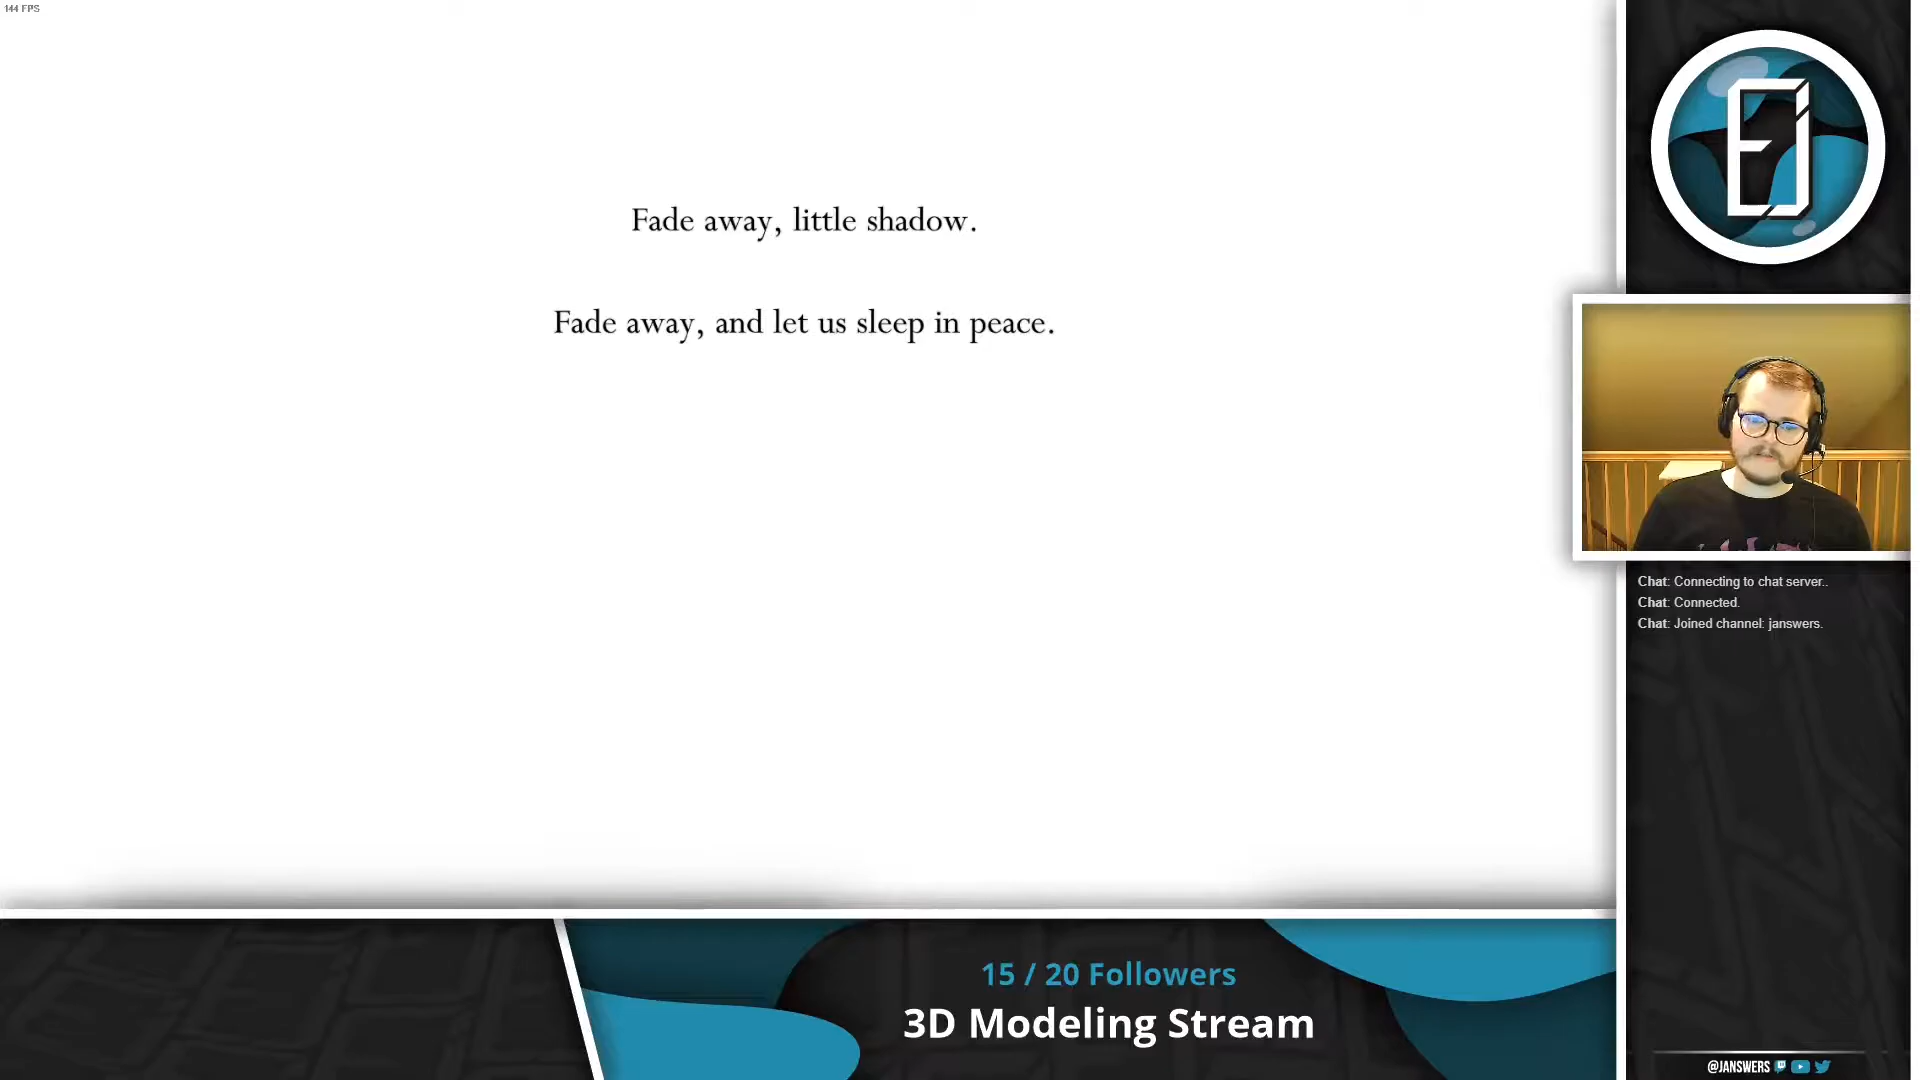 144 FPS
Fade away, little shadow.
Fade away, and let us sleep in peace.
Chat: Connecting to chat server..
Chat: Connected.
Chat: Joined channel: janswers.
15 / 20 Followers
3D Modeling Stream
@JANSWERS